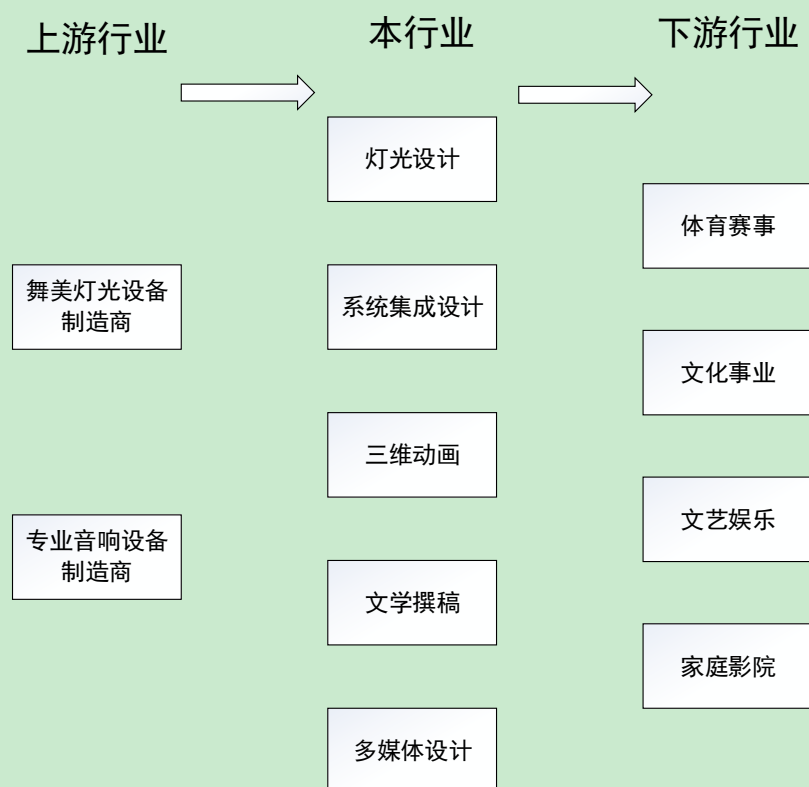 上游行业
本行业
下游行业
灯光设计
体育赛事
舞美灯光设备
制造商
系统集成设计
文化事业
三维动画
文艺娱乐
专业音响设备
制造商
文学撰稿
家庭影院
多媒体设计